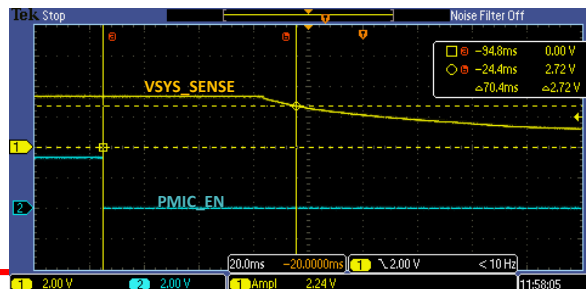 Tek Stop Noise Filter Off
a b T
a -94.8ms 0.00 V
b -24.4ms 2.72 V
△70.4ms △2.72 V
VSYS_SENSE
1
PMIC_EN
2
20.0ms -20.0000ms 1 2.00 V < 10 Hz
1 2.00 V 2 2.00 V 1 Ampl 2.24 V 11:58:05